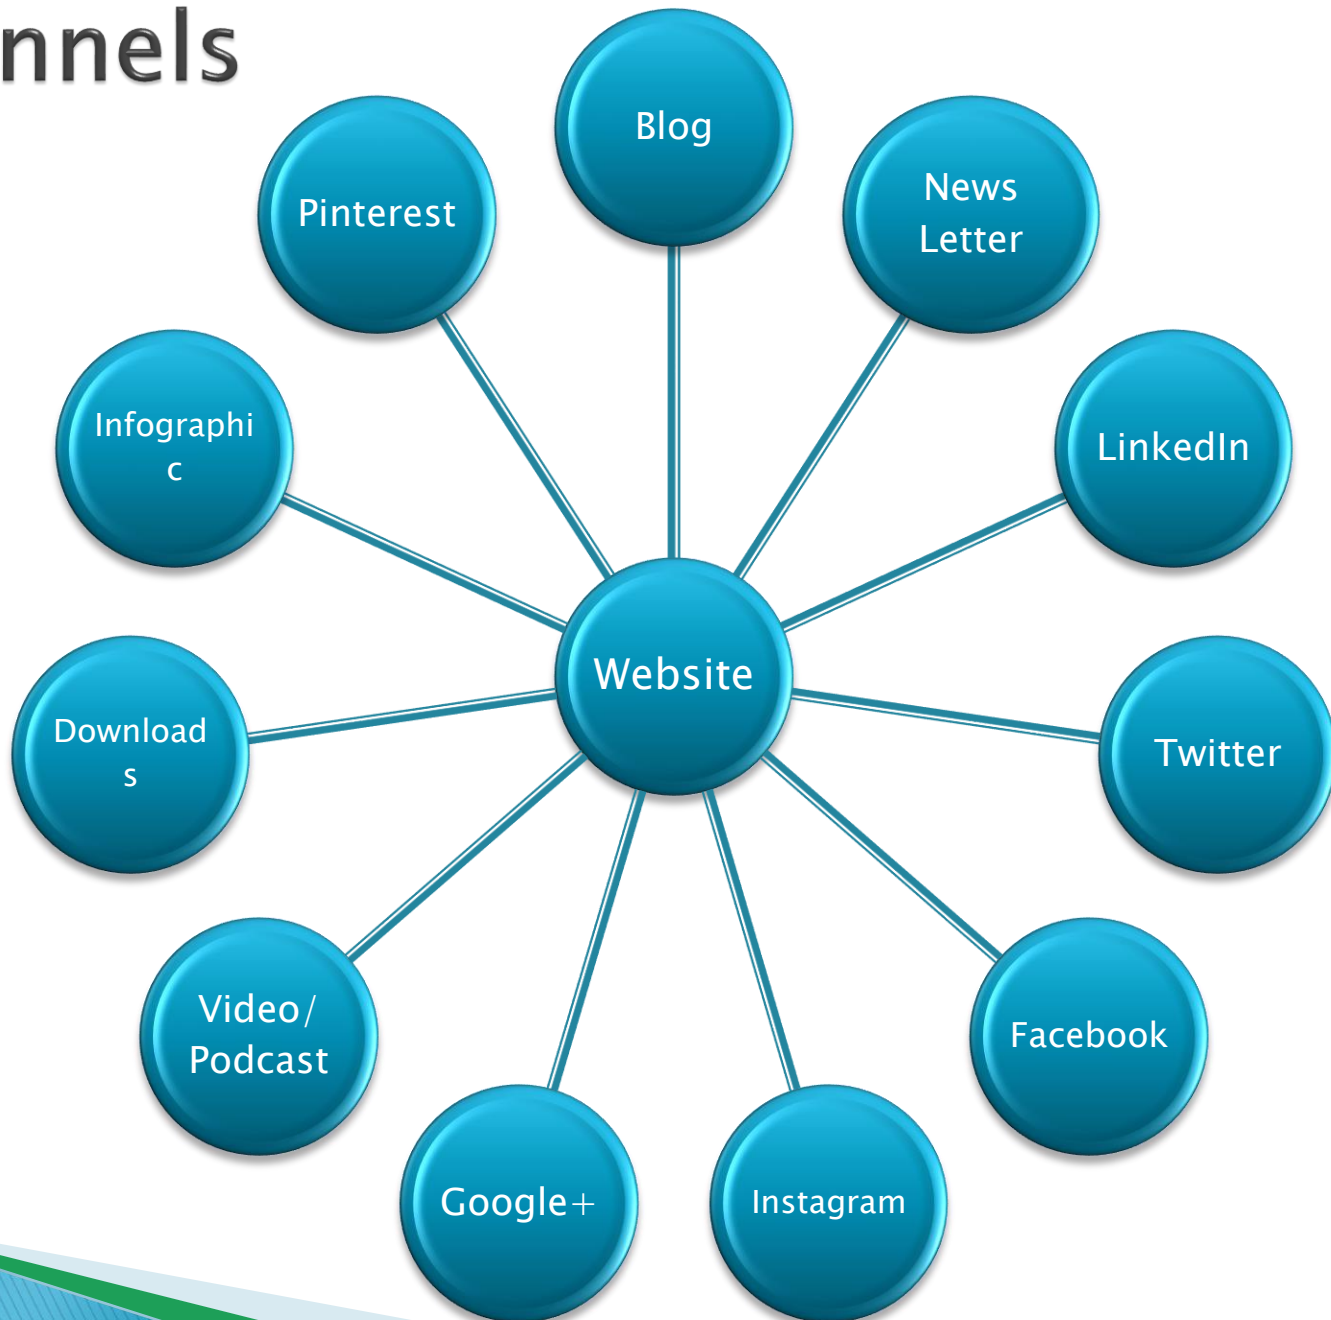 nnels
Blog
News
Letter
LinkedIn
Twitter
Facebook
Instagram
Google+
Video/
Podcast
Download
s
Infographi
c
Pinterest
Website